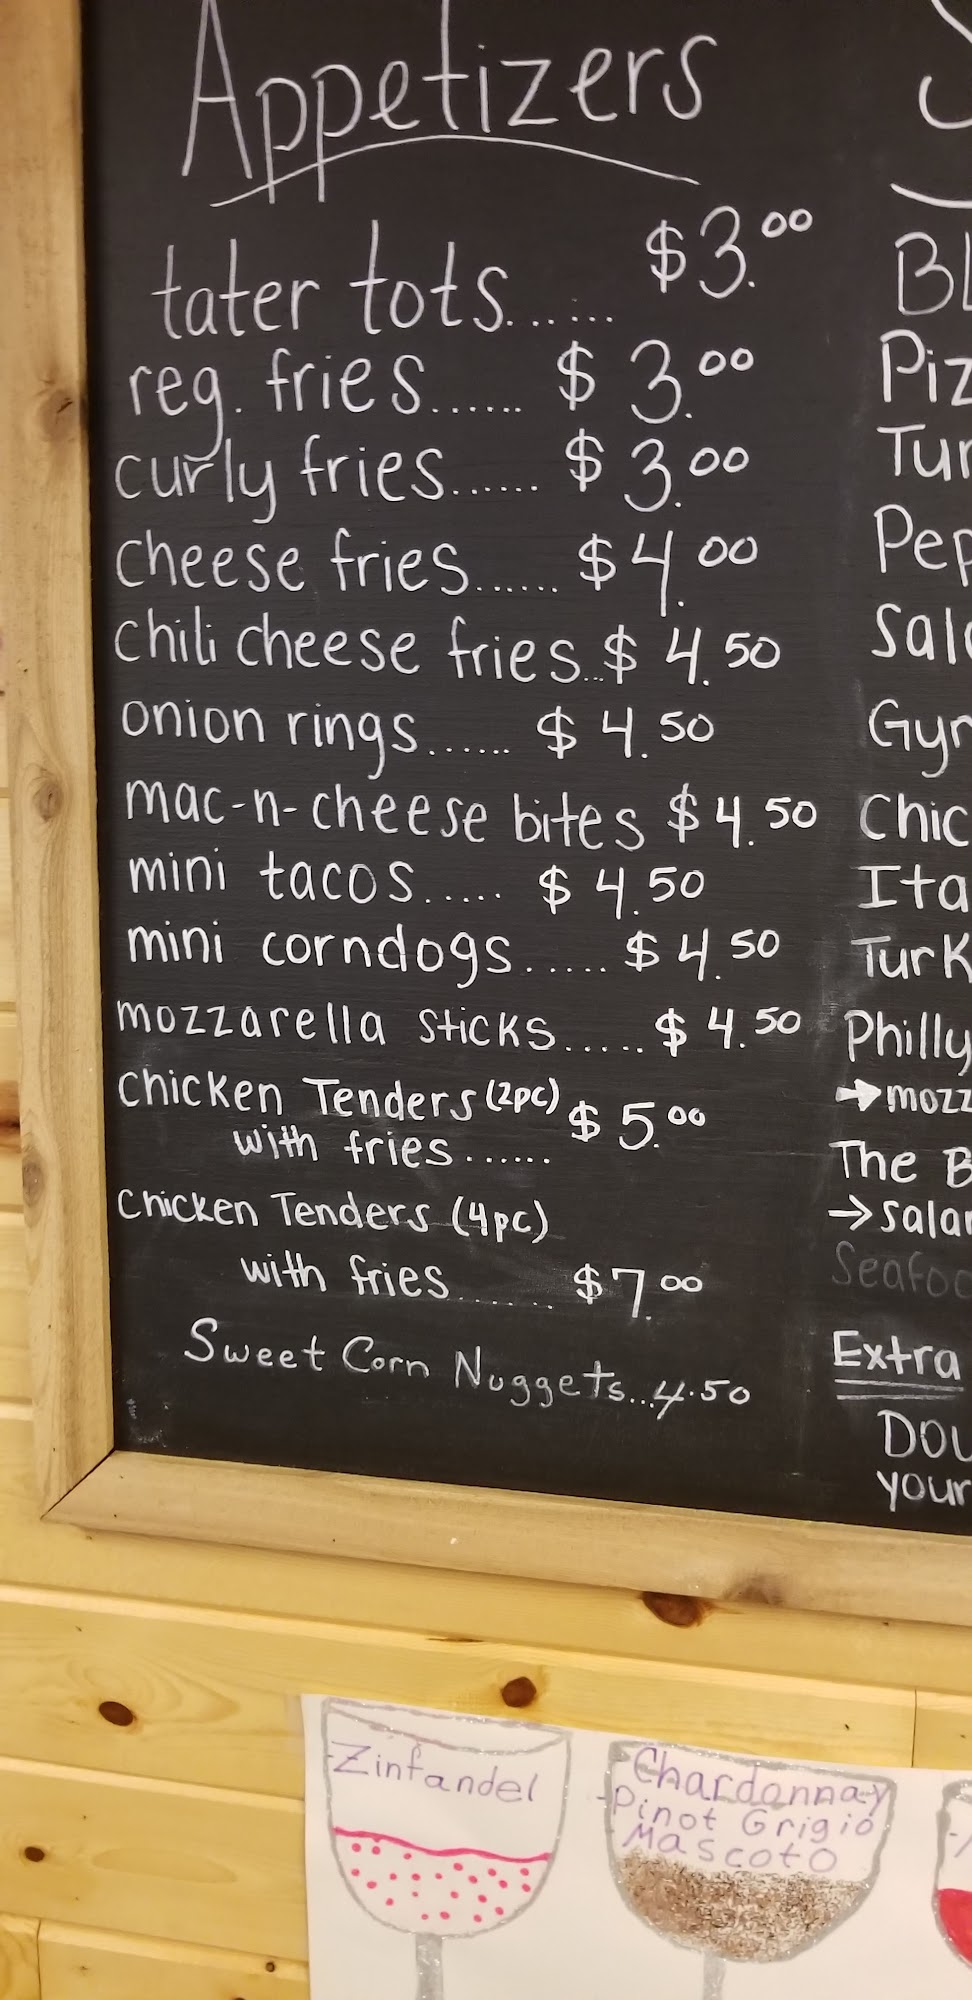 Appetizers
tater tots...... $3.00
reg. fries...... $3.00
curly fries...... $3.00
cheese fries...... $4.00
chili cheese fries...$4.50
onion rings...... $4.50
mac-n-cheese bites $4.50
mini tacos..... $4.50
mini corndogs..... $4.50
mozzarella sticks..... $4.50
Chicken Tenders (2pc) $5.00
with fries......
Chicken Tenders (4pc)
with fries...... $7.00
Sweet Corn Nuggets...4.50
Philly
The B
Extra
your
-Zinfandel
-Chardonnay
-Pinot Grigio
-Mascoto